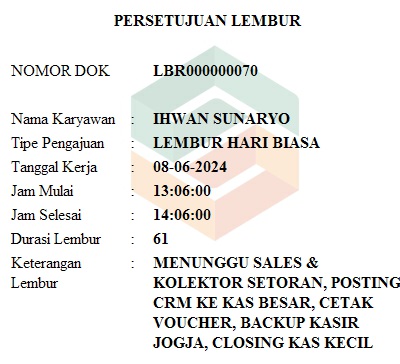 PERSETUJUAN LEMBUR
NOMOR DOK LBR000000070
Nama Karyawan : IHWAN SUNARYO
Tipe Pengajuan : LEMBUR HARI BIASA
Tanggal Kerja : 08-06-2024
Jam Mulai : 13:06:00
Jam Selesai : 14:06:00
Durasi Lembur : 61
Keterangan : MENUNGGU SALES &
Lembur KOLEKTOR SETORAN, POSTING
CRM KE KAS BESAR, CETAK
VOUCHER, BACKUP KASIR
JOGJA, CLOSING KAS KECIL